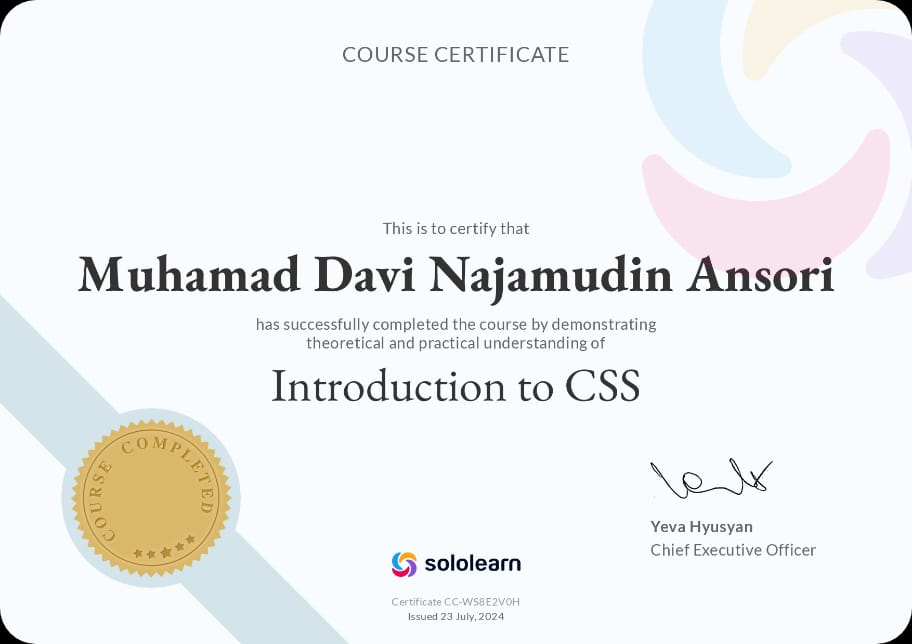 COURSE CERTIFICATE
This is to certify that
Muhamad Davi Najamudin Ansori
has successfully completed the course by demonstrating
theoretical and practical understanding of
Introduction to CSS
COURSE COMPLETED
Yeva Hyusyan
Chief Executive Officer
sololearn
Certificate CC-WS8E2V0H
Issued 23 July, 2024